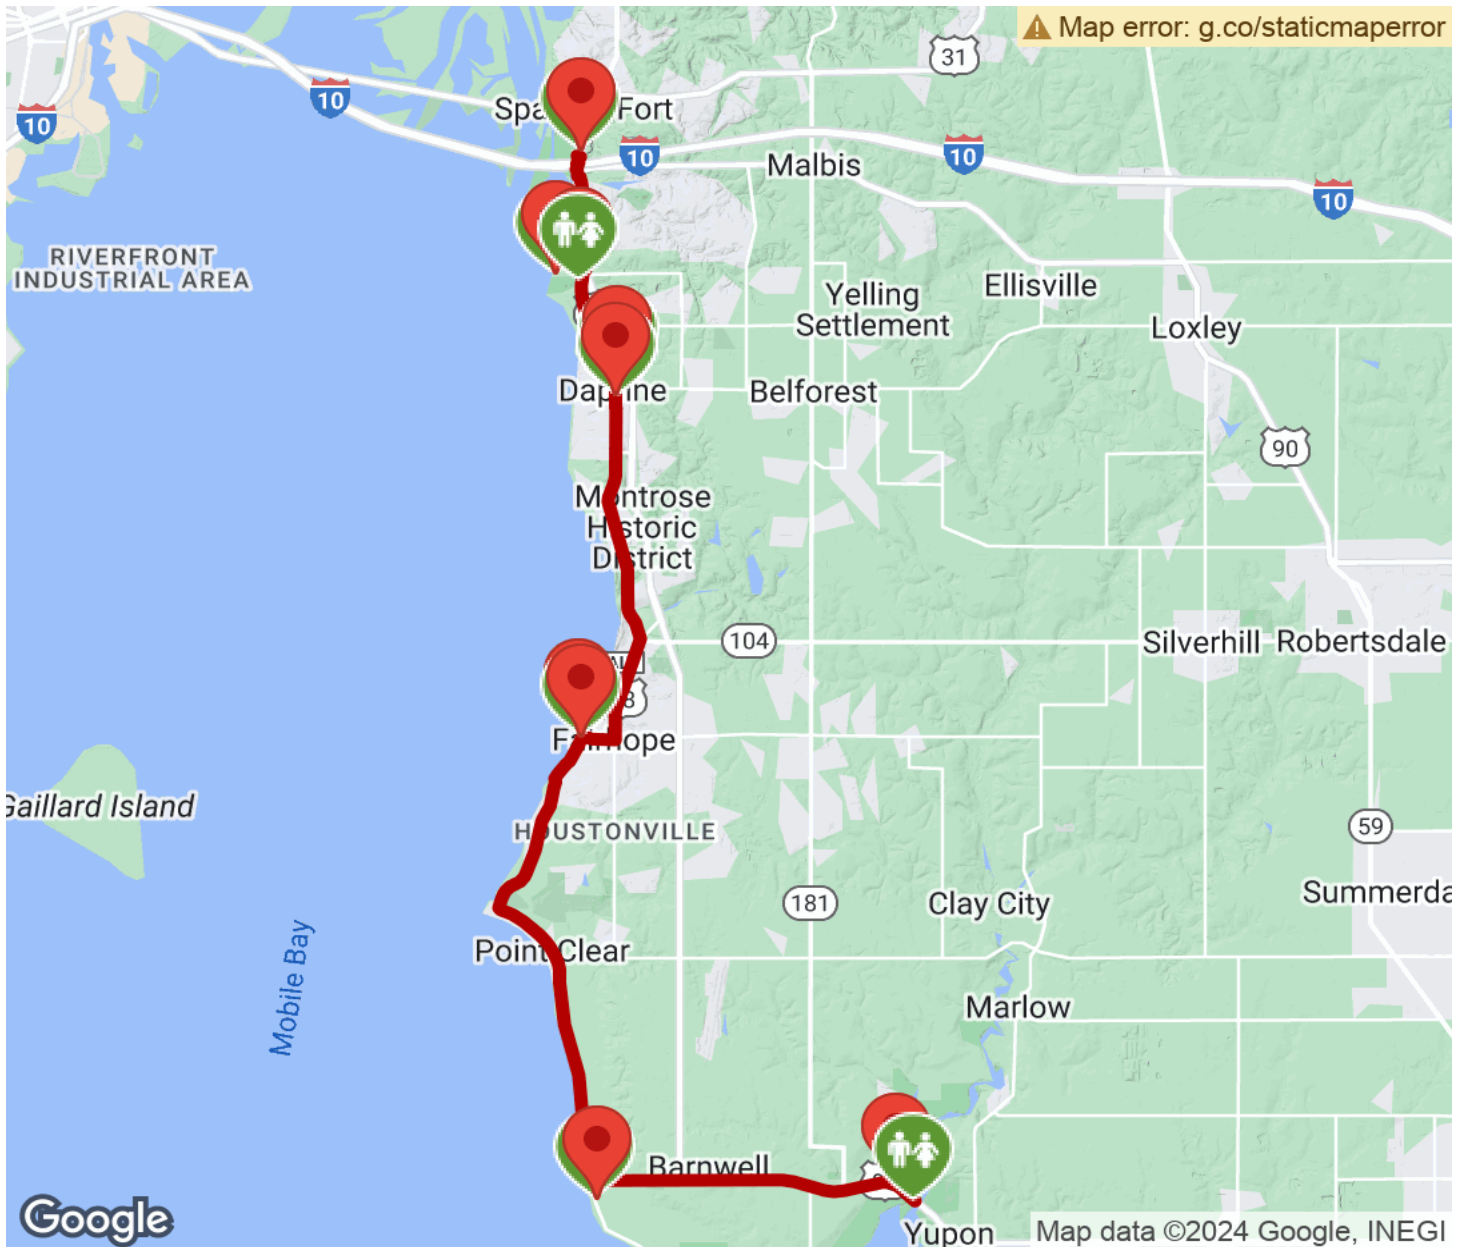 Map error: g.co/staticmaperror
31
10
10
Spa Fort
10
10
Malbis
10
RIVERFRONT
INDUSTRIAL AREA
Ellisville
Yelling
Settlement
Loxley
Daphne
Belforest
90
Montrose
Historic
District
104
Silverhill
Robertsdale
Fairhope
Gaillard Island
HOUSTONVILLE
59
181
Clay City
Summerda
Point Clear
Mobile Bay
Marlow
Barnwell
Yupon
Google
Map data ©2024 Google, INEGI